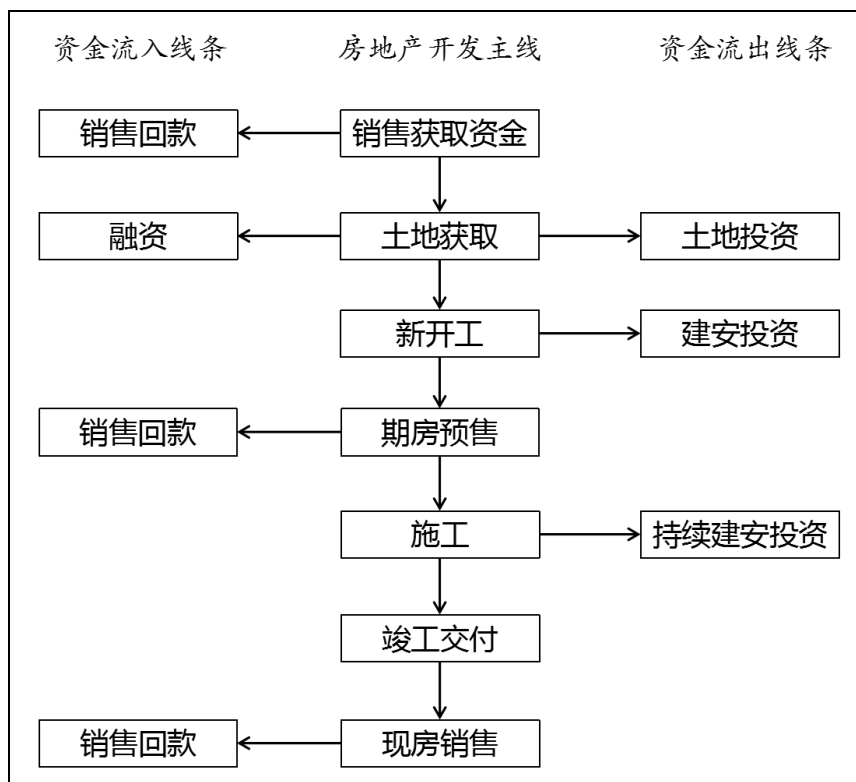 资金流入线条 房地产开发主线 资金流出线条
销售回款 销售获取资金
融资 土地获取 土地投资
新开工 建安投资
销售回款 期房预售
施工 持续建安投资
竣工交付
销售回款 现房销售